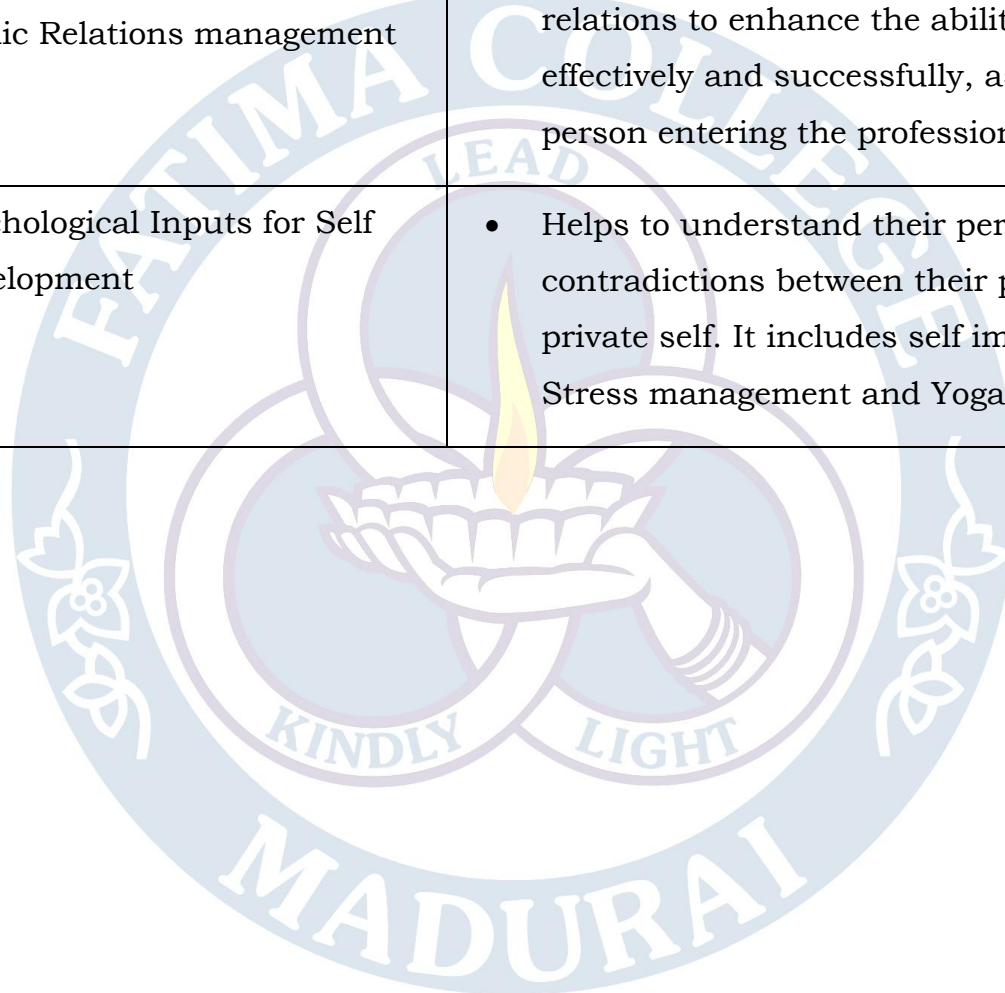 ic Relations management
relations to enhance the abilit
effectively and successfully, a
person entering the profession
chological Inputs for Self
elopment
• Helps to understand their per
contradictions between their p
private self. It includes self im
Stress management and Yoga
FATIMA COLLEGE
LEAD
KINDLY
LIGHT
MADURAI